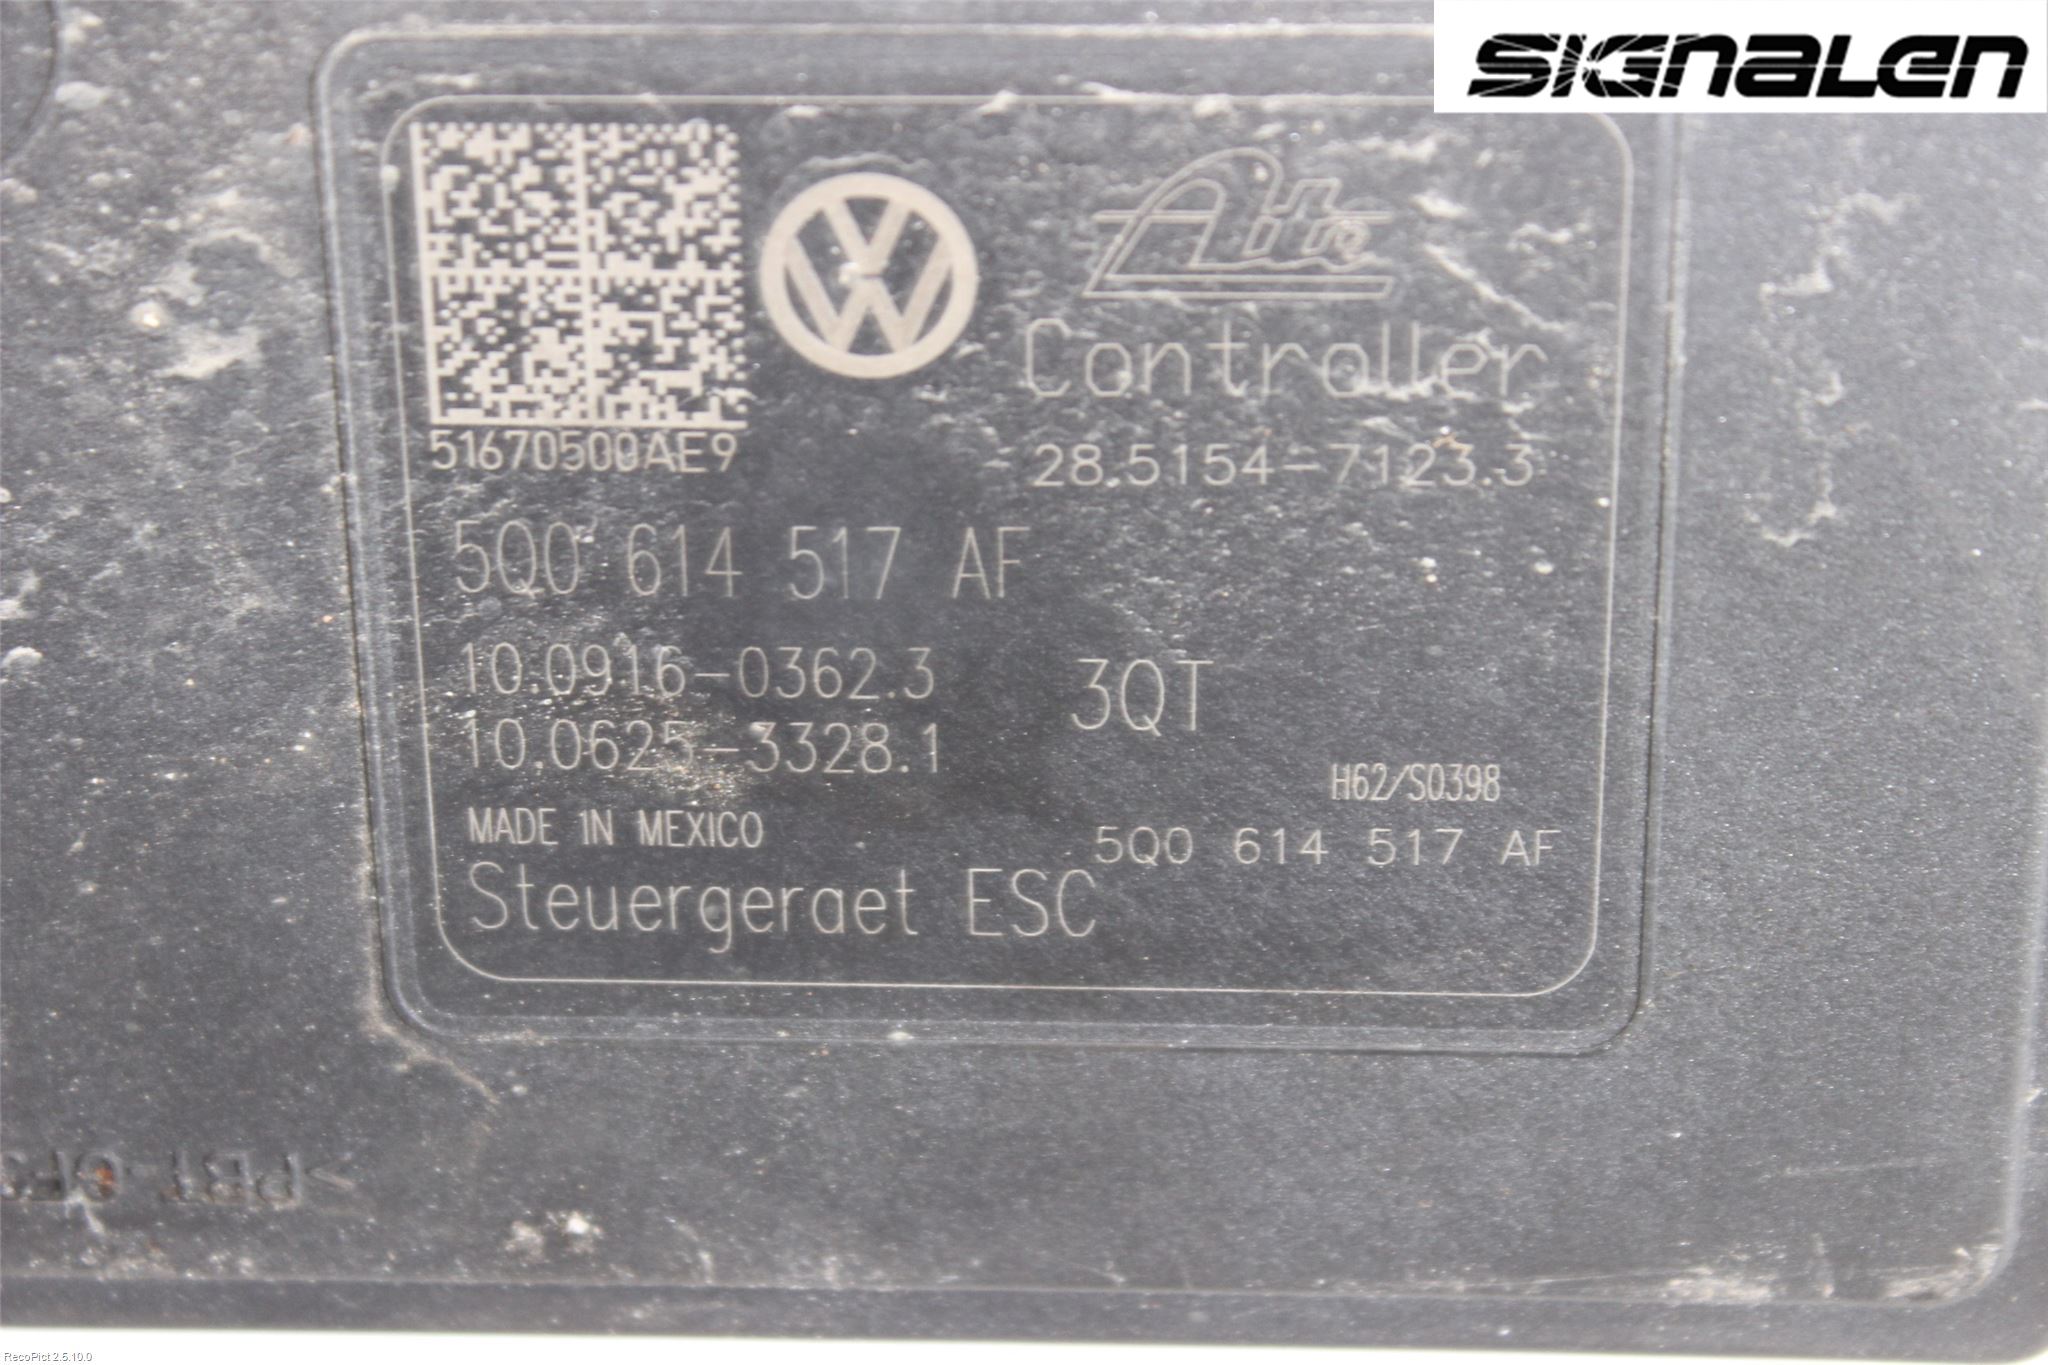 SIGNALEN
Ate
Controller
51670500AE9
28.5154-7123.3
5Q0 614 517 AF
10.0916-0362.3
3QT
10.0625-3328.1
H62/S0398
MADE IN MEXICO
5Q0 614 517 AF
Steuergeraet ESC
RecoPict 2.5.10.0